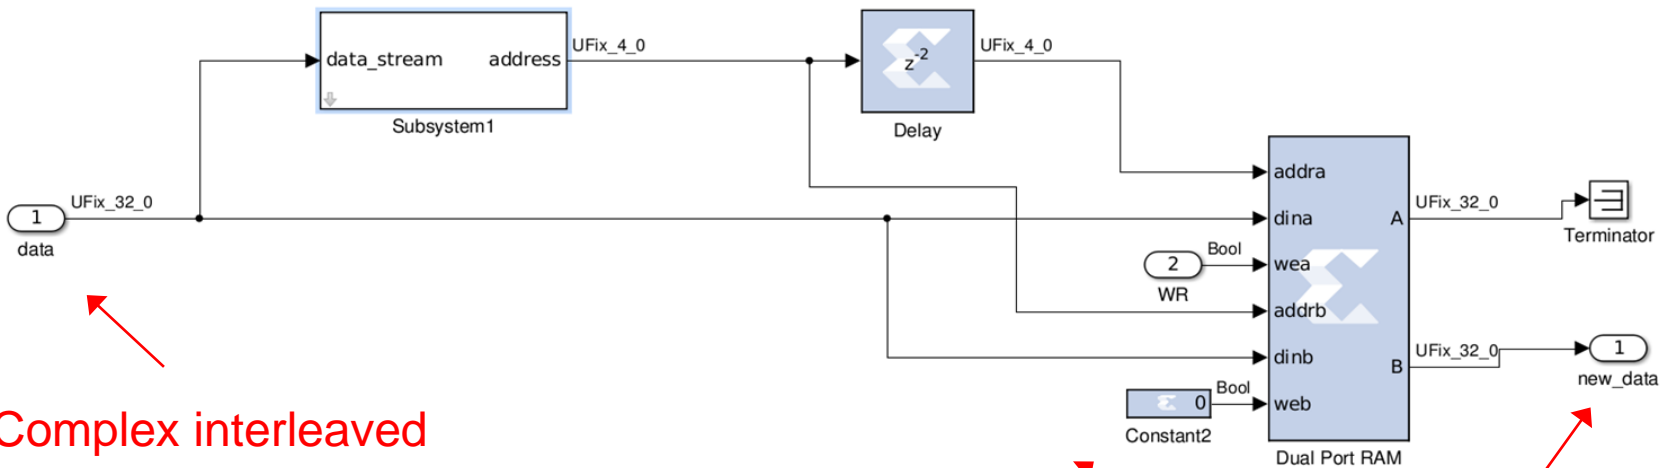 data_stream address
Subsystem1
UFix_4_0
z-2
Delay
UFix_4_0
1
data
UFix_32_0
addra
dina
wea
addrb
dinb
web
A
B
Dual Port RAM
Bool
2
WR
Bool
0
Constant2
UFix_32_0
Terminator
UFix_32_0
1
new_data
Complex interleaved